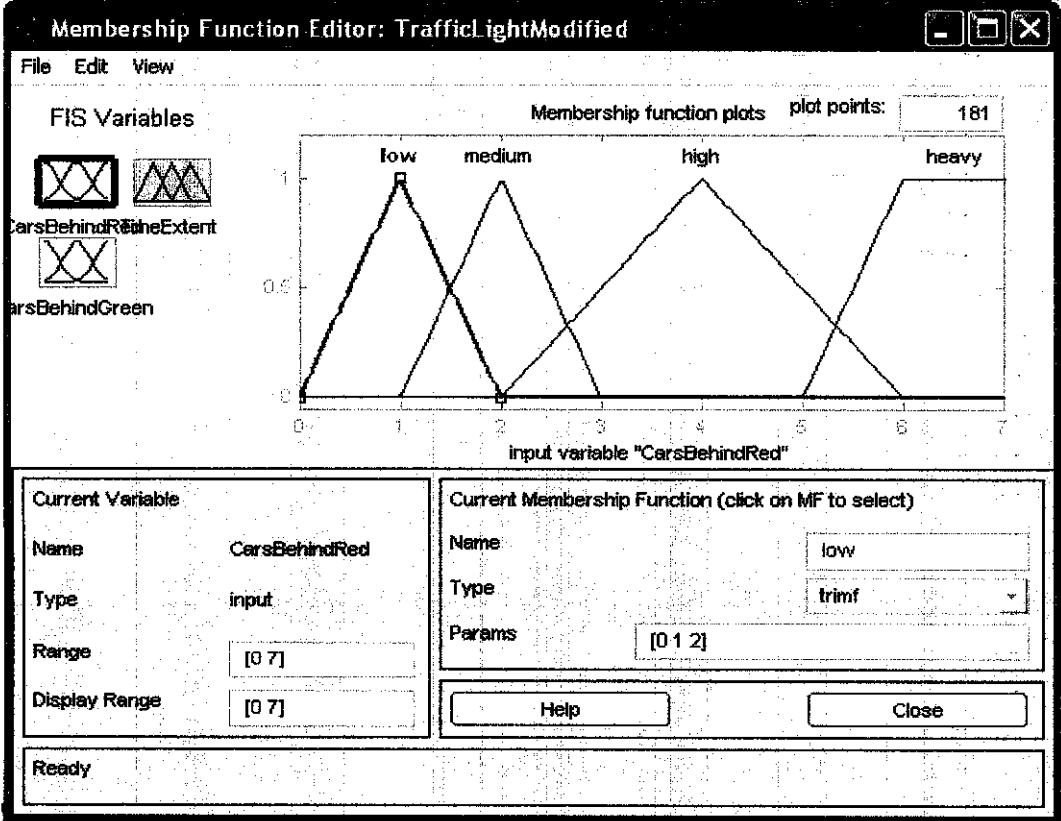 Membership Function Editor: TrafficLightModified
File Edit View
FIS Variables
Membership function plots
plot points:
181
low
medium
high
heavy
1
0.5
0
0 1 2 3 4 5 6 7
input variable "CarsBehindRed"
TimeExtent
arsBehindGreen
Current Variable
Name
CarsBehindRed
Type
input
Range
[0 7]
Display Range
[0 7]
Current Membership Function (click on MF to select)
Name
low
Type
trimf
Params
[0 1 2]
Help
Close
Ready